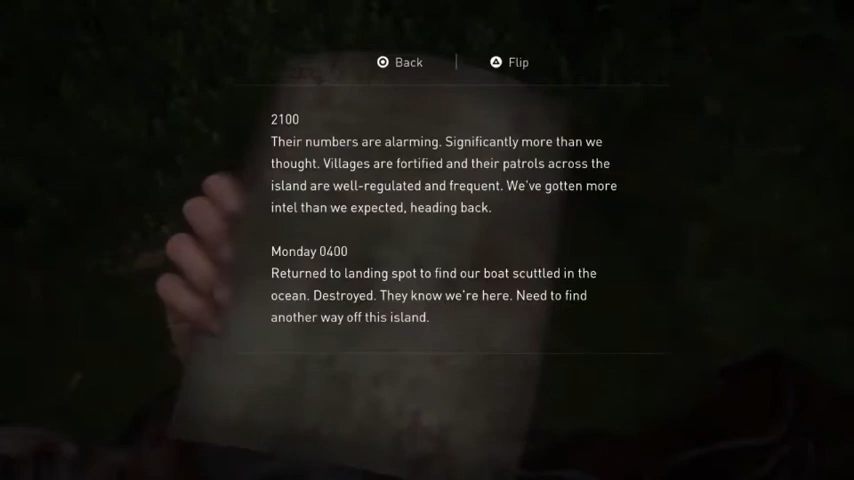 Back
Flip
2100
Their numbers are alarming. Significantly more than we
thought. Villages are fortified and their patrols across the
island are well-regulated and frequent. We've gotten more
intel than we expected, heading back.
Monday 0400
Returned to landing spot to find our boat scuttled in the
ocean. Destroyed. They know we're here. Need to find
another way off this island.